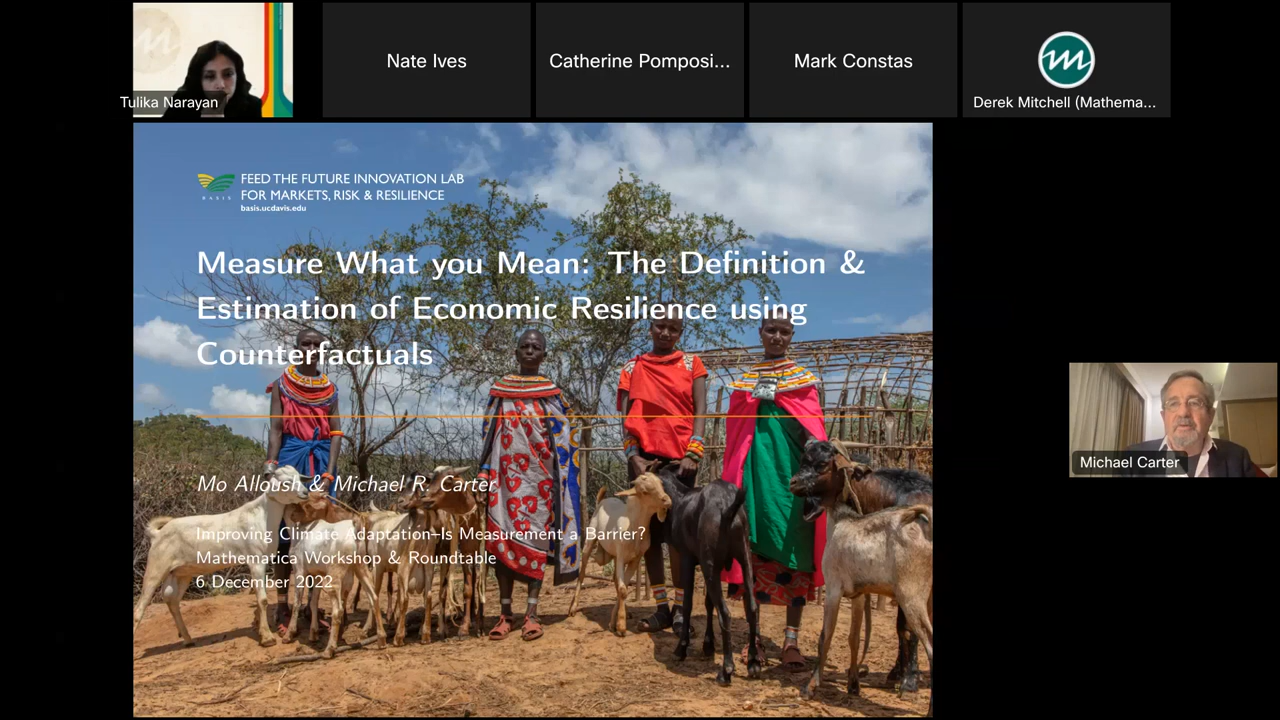 Tulika Narayan
Nate Ives
Catherine Pomposi...
Mark Constas
Derek Mitchell (Mathema...
BASIS
FEED THE FUTURE INNOVATION LAB
FOR MARKETS, RISK & RESILIENCE
basis.ucdavis.edu
Measure What you Mean: The Definition &
Estimation of Economic Resilience using
Counterfactuals
Mo Alloush & Michael R. Carter
Improving Climate Adaptation–Is Measurement a Barrier?
Mathematica Workshop & Roundtable
6 December 2022
Michael Carter